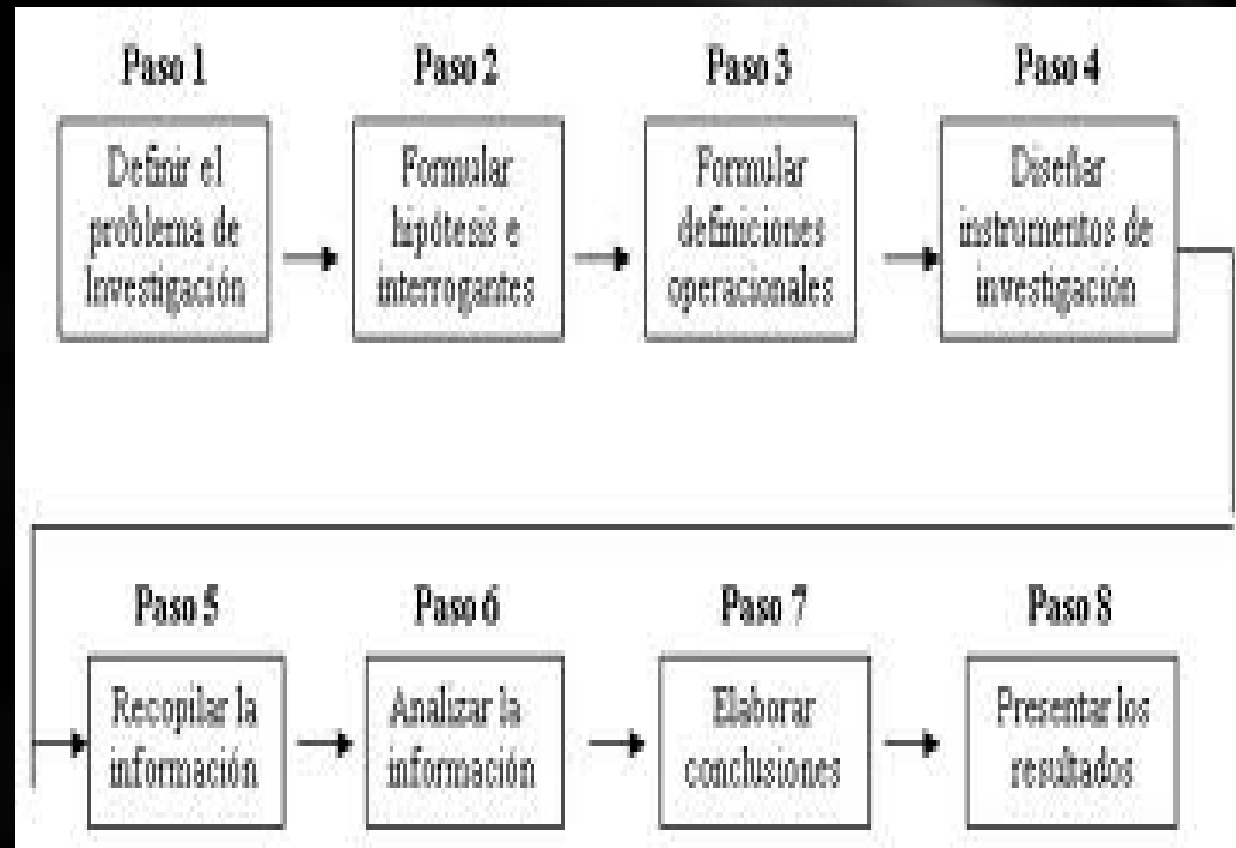 Paso 1
Paso 2
Paso 3
Paso 4
Definir el
problema de
Investigación
Formular
hipótesis e
interrogantes
Formular
definiciones
operacionales
Diseñar
instrumentos de
investigación
Paso 5
Paso 6
Paso 7
Paso 8
Recopilar la
información
Analizar la
información
Elaborar
conclusiones
Presentar los
resultados